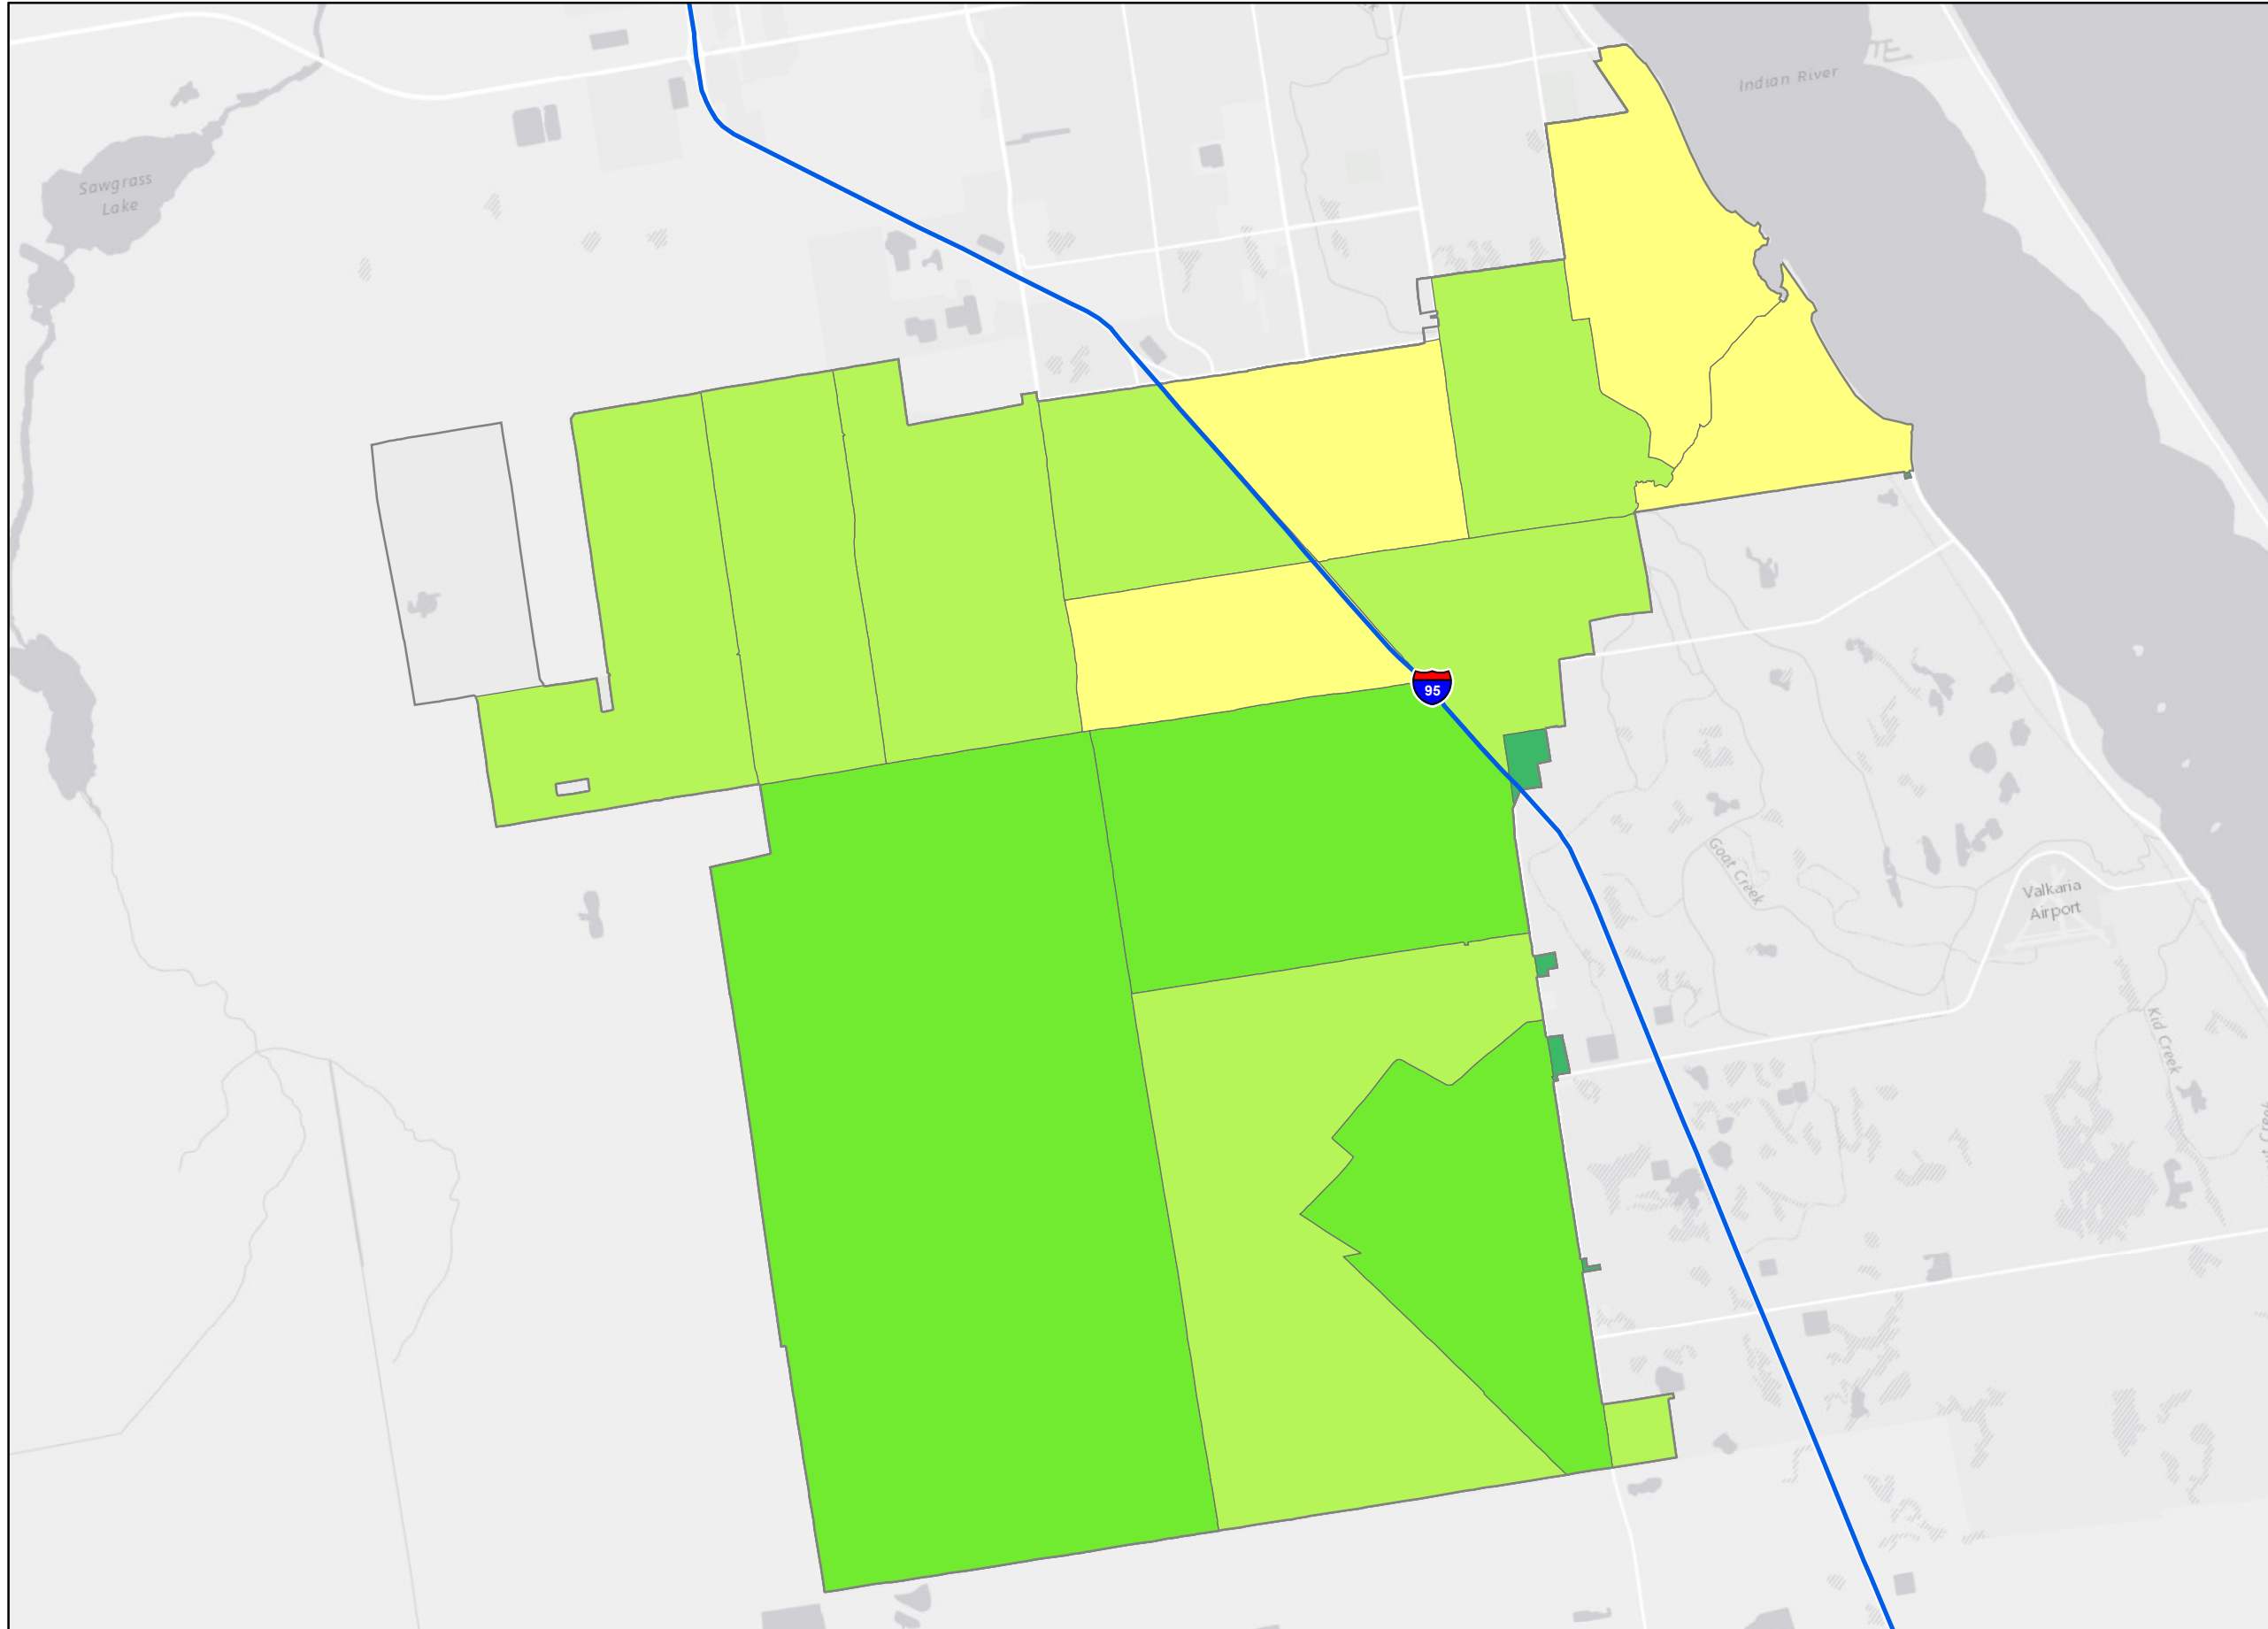 Indian River
Sawgrass
Lake
95
Goat Creek
Valkaria
Airport
Kid Creek